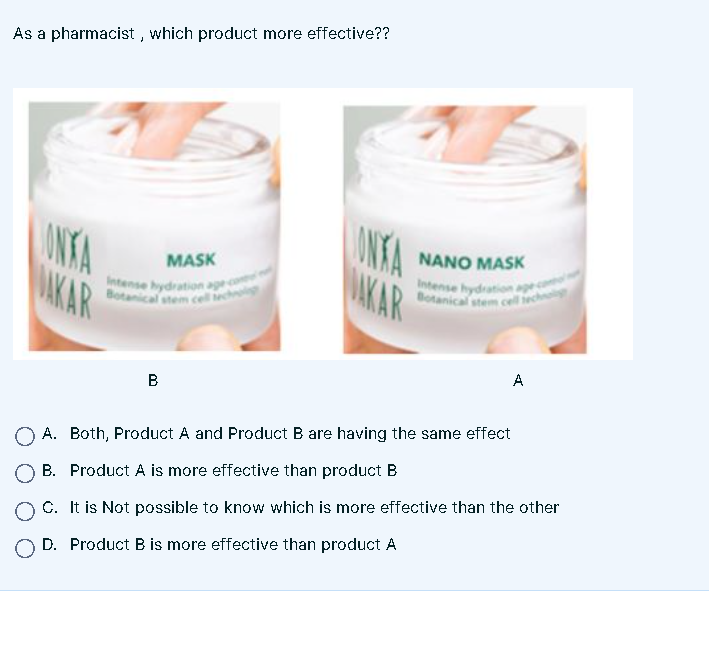 As a pharmacist , which product more effective??
ONXA
AKAR
MASK
Intense hydration age-control
Botanical stem cell technology
ONXA
AKAR
NANO MASK
Intense hydration age-control
Botanical stem cell technology
B
A
A. Both, Product A and Product B are having the same effect
B. Product A is more effective than product B
C. It is Not possible to know which is more effective than the other
D. Product B is more effective than product A